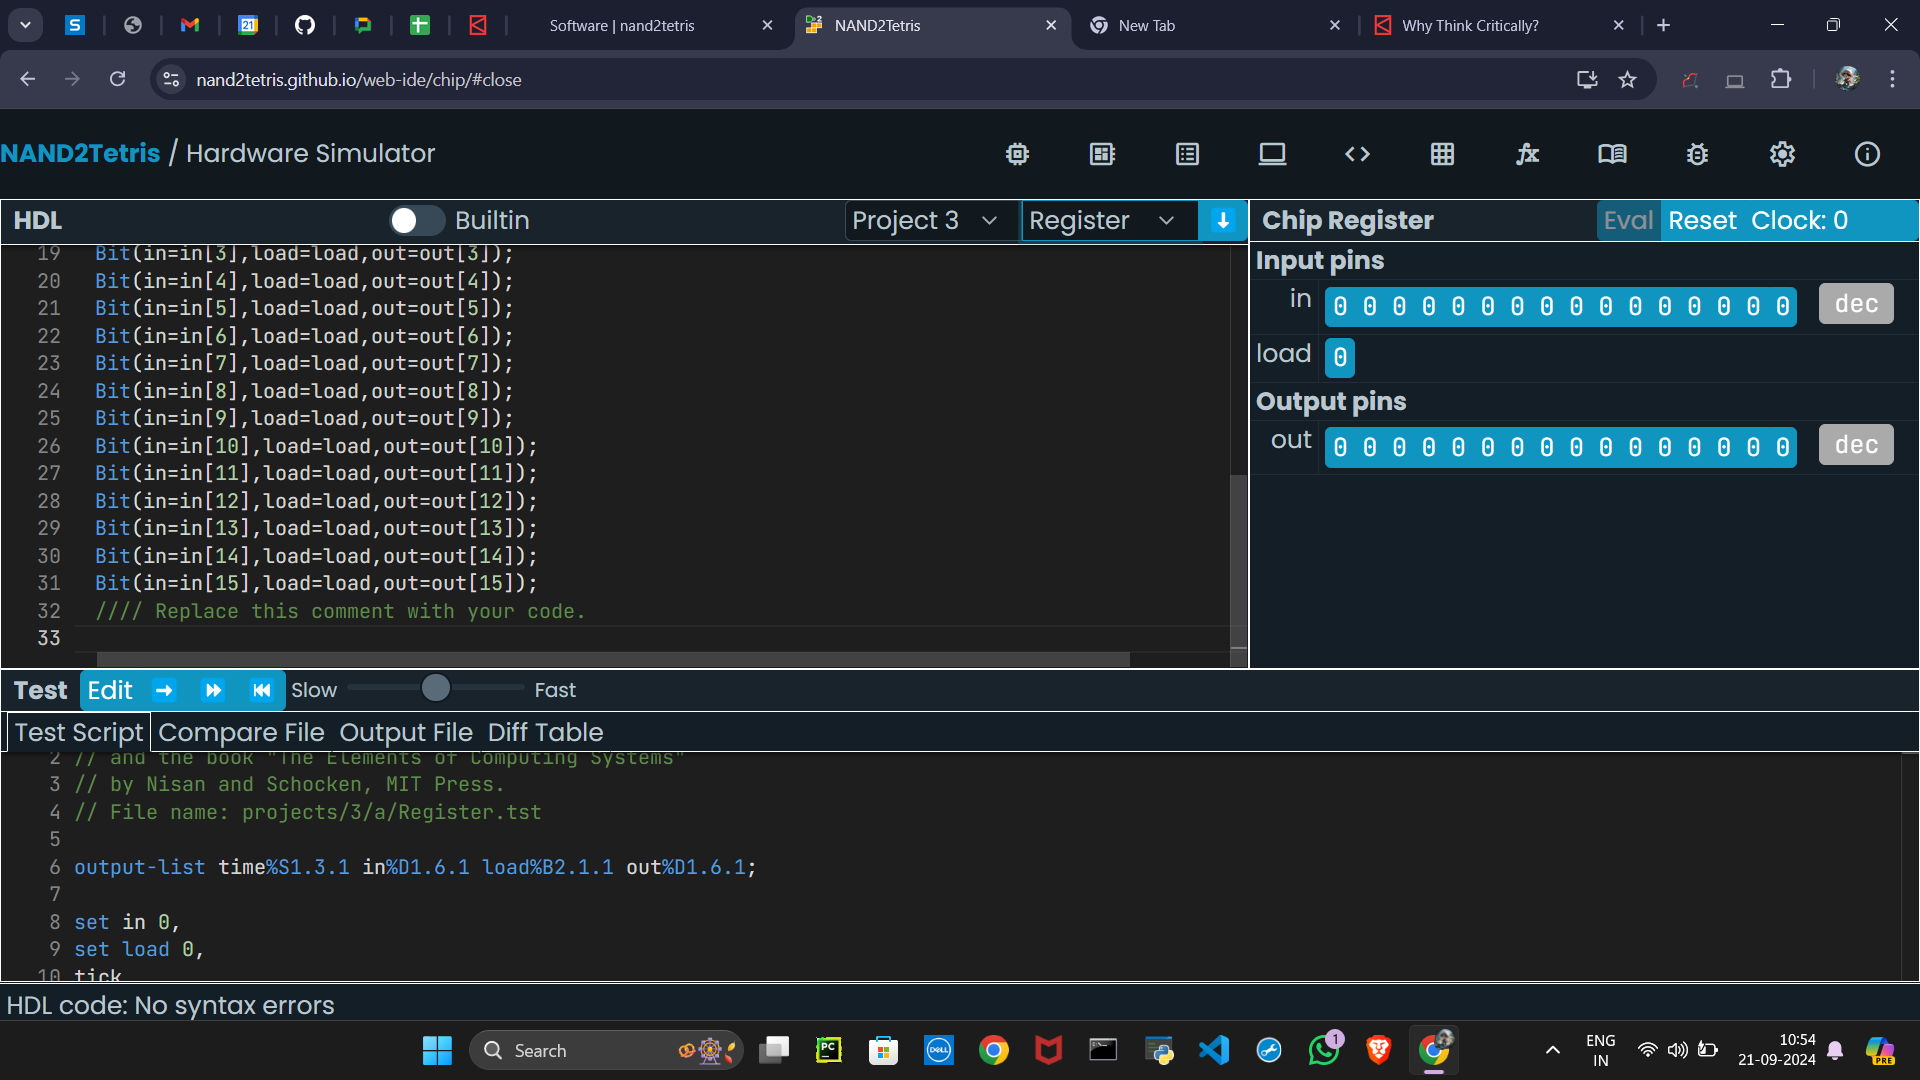 Software | nand2tetris
NAND2Tetris
New Tab
Why Think Critically?
nand2tetris.github.io/web-ide/chip/#close
NAND2Tetris / Hardware Simulator
HDL Builtin Project 3 Register
19 Bit(in=in[3],load=load,out=out[3]);
20 Bit(in=in[4],load=load,out=out[4]);
21 Bit(in=in[5],load=load,out=out[5]);
22 Bit(in=in[6],load=load,out=out[6]);
23 Bit(in=in[7],load=load,out=out[7]);
24 Bit(in=in[8],load=load,out=out[8]);
25 Bit(in=in[9],load=load,out=out[9]);
26 Bit(in=in[10],load=load,out=out[10]);
27 Bit(in=in[11],load=load,out=out[11]);
28 Bit(in=in[12],load=load,out=out[12]);
29 Bit(in=in[13],load=load,out=out[13]);
30 Bit(in=in[14],load=load,out=out[14]);
31 Bit(in=in[15],load=load,out=out[15]);
32 //// Replace this comment with your code.
33
Chip Register Eval Reset Clock: 0
Input pins
in 0 0 0 0 0 0 0 0 0 0 0 0 0 0 0 0 dec
load 0
Output pins
out 0 0 0 0 0 0 0 0 0 0 0 0 0 0 0 0 dec
Test Edit Slow Fast
Test Script Compare File Output File Diff Table
2 // and the book "The Elements of Computing Systems"
3 // by Nisan and Schocken, MIT Press.
4 // File name: projects/3/a/Register.tst
5
6 output-list time%S1.3.1 in%D1.6.1 load%B2.1.1 out%D1.6.1;
7
8 set in 0,
9 set load 0,
10 tick
HDL code: No syntax errors
Search
PC
DELL
1
ENG
IN
10:54
21-09-2024
PRE